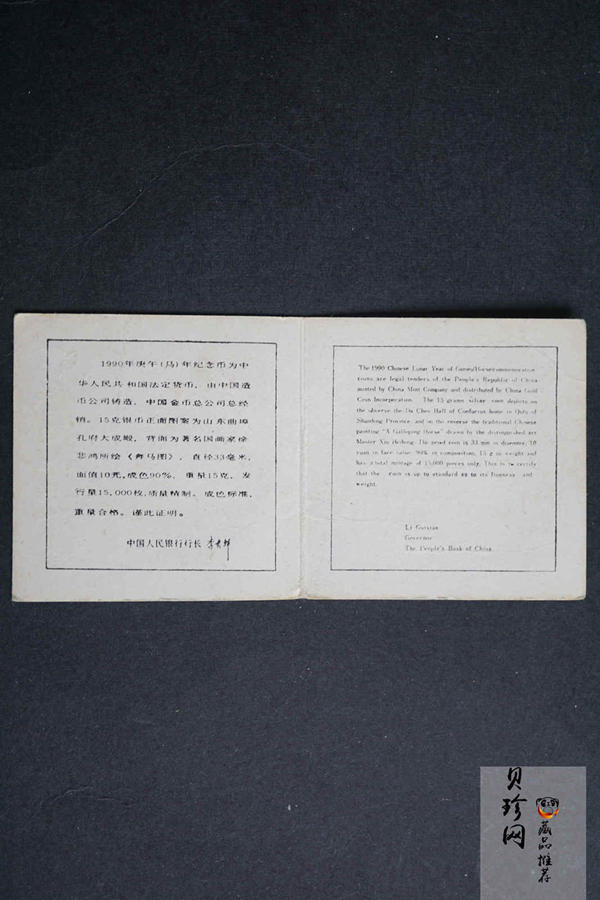 1990年庚午(马)年纪念币为中
华人民共和国法定货币，由中国造
币公司铸造，中国金币总公司总经
销。15克银币正面图案为山东曲埠
孔府大成殿，背面为著名国画家徐
悲鸿所绘《奔马图》，直径33毫米，
面值10元，成色90%，重量15克，发
行量15,000枚，质量精制，成色标准，
重量合格。谨此证明。
中国人民银行行长 李贵鲜
The 1990 Chinese Lunar Year of
are legal tenders of the People's Republic of China
minted by China Mint Company and distributed by China Gold
Coin Incorporation. The 15 grams silver coin depicts on
the observe the Da Chen Hall of Confucius home in Qufu of
Shandong Province, and on the reverse the traditional Chinese
painting "A Galloping Horse" drawn by the distinguished art
Master Xiu Beihong. The proof coin is 33 mm in diameter, 10
yuan in face value, 90% in composition, 15 g in weight and
has a total mintage of 15,000 pieces only. This is to certify
that the coin is up to standard as to its fineness and
weight.
Li Guixian
Governor
The People's Bank of China
贝珍网
藏品推荐